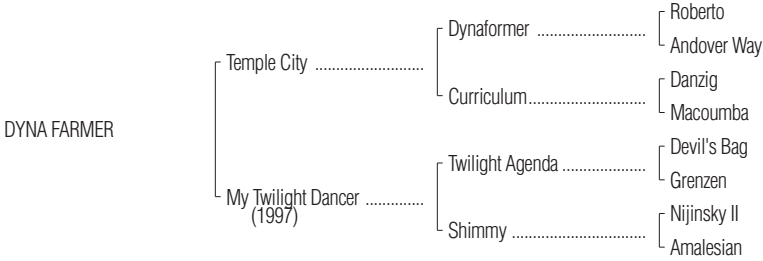 Roberto
Dynaformer ..........................
Andover Way
Temple City ..........................
Danzig
Curriculum............................
Macoumba
DYNA FARMER
Devil's Bag
Twilight Agenda ....................
Grenzen
My Twilight Dancer ..............
(1997)
Nijinsky II
Shimmy ................................
Amalesian